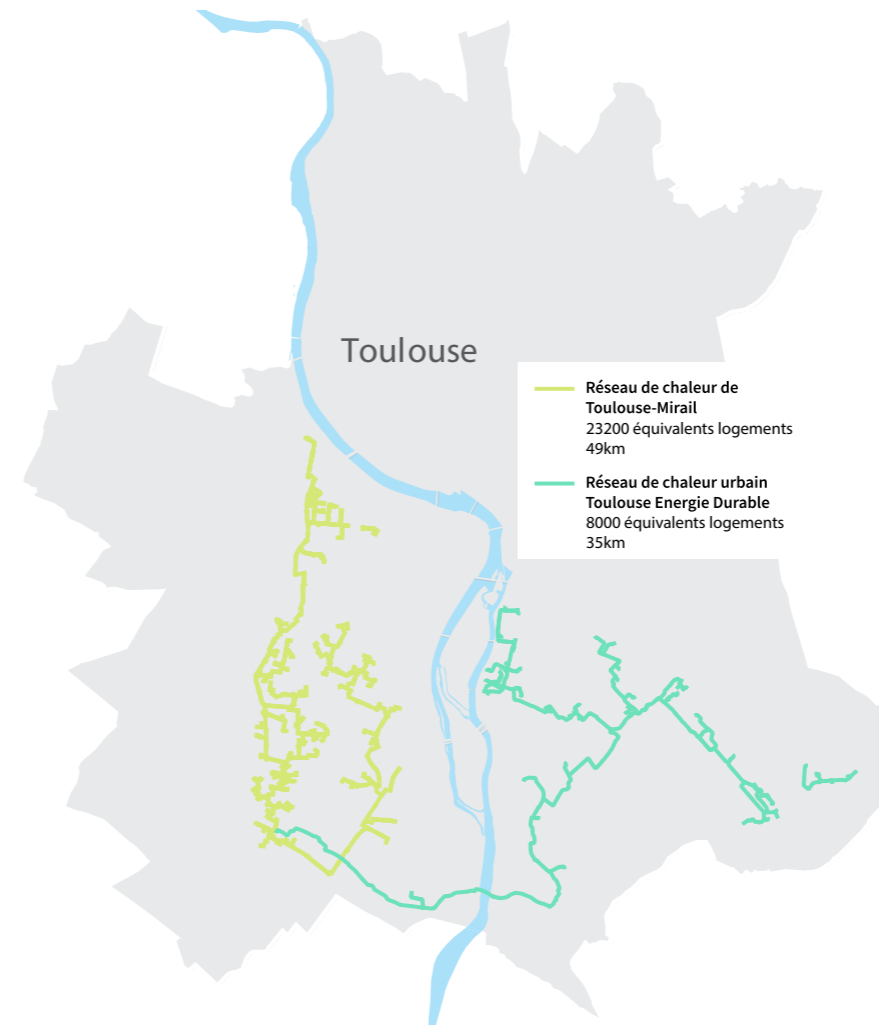 Toulouse
Réseau de chaleur de
Toulouse-Mirail
23200 équivalents logements
49km
Réseau de chaleur urbain
Toulouse Energie Durable
8000 équivalents logements
35km